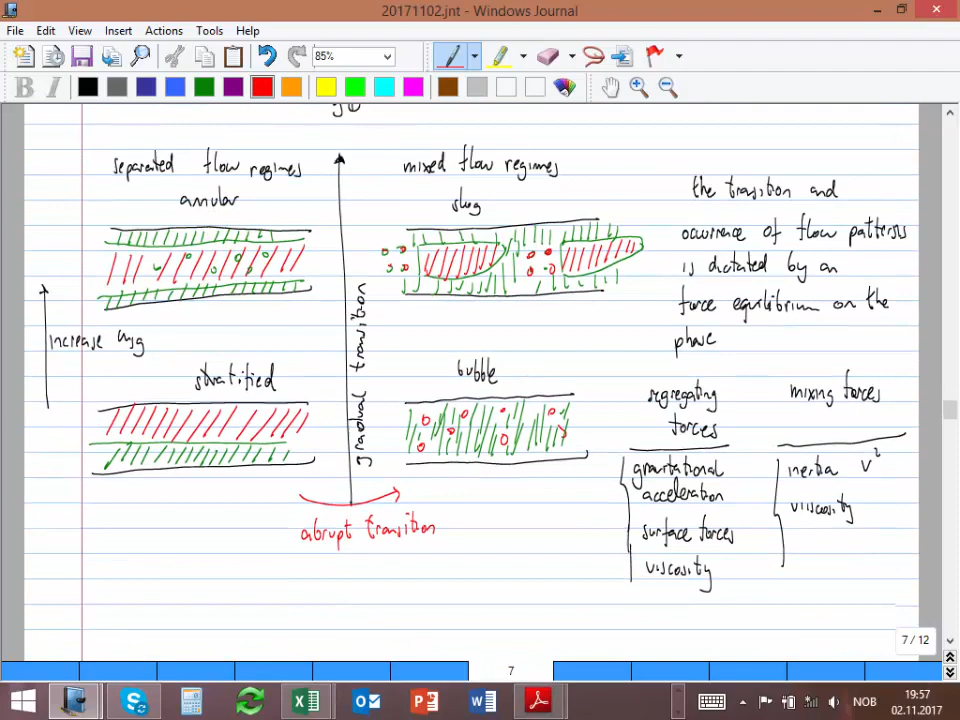 20171102.jnt - Windows Journal
File Edit View Insert Actions Tools Help
85%
B I
separated flow regimes
annular
mixed flow regimes
slug
increase
gradual transition
stratified
bubble
abrupt transition
the transition and
ocurrence of flow patterns
is dictated by an
force equilibrium on the
phase
segregating
forces
mixing forces
gravitational
acceleration
surface forces
viscosity
inertia v²
viscosity
7 / 12
7
NOB
19:57
02.11.2017